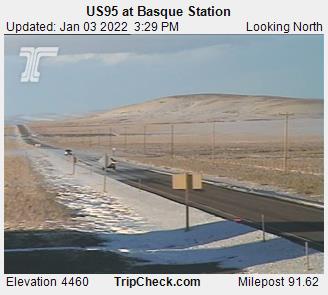 US95 at Basque Station
Updated: Jan 03 2022 3:29 PM Looking North
Elevation 4460 TripCheck.com Milepost 91.62